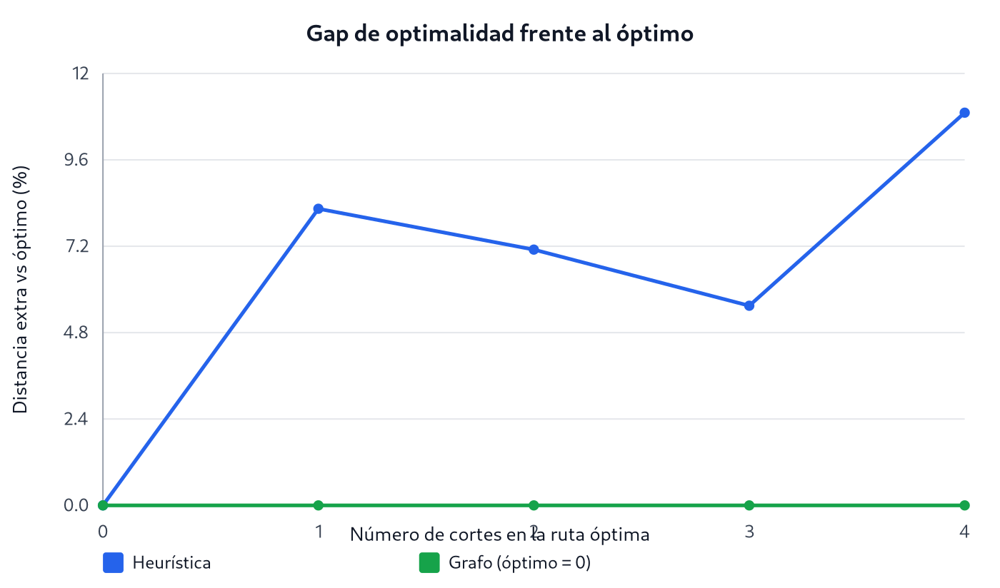 Gap de optimalidad frente al óptimo
Distancia extra vs óptimo (%)
12
9.6
7.2
4.8
2.4
0.0
0
1
2
3
4
Número de cortes en la ruta óptima
Heurística
Grafo (óptimo = 0)